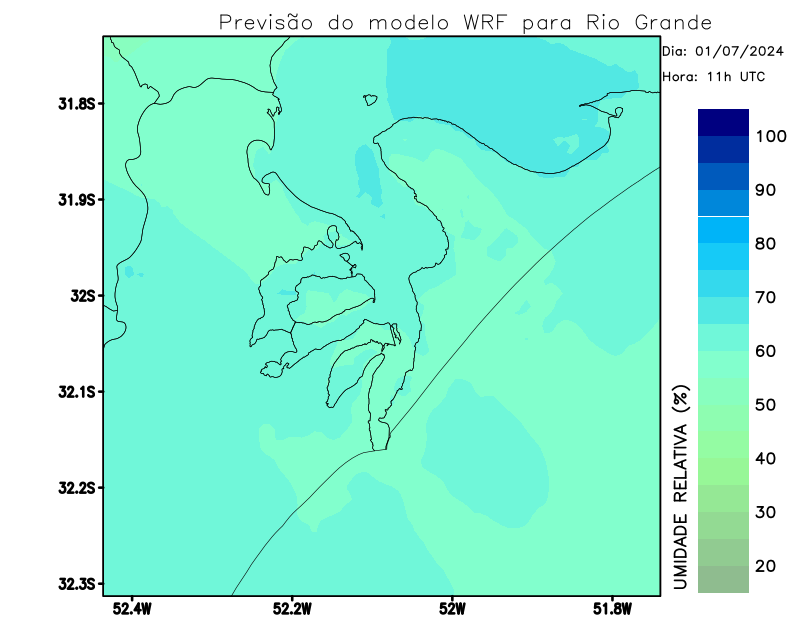 Previsão do modelo WRF para Rio Grande
Dia: 01/07/2024
Hora: 11h UTC
31.8S
31.9S
32S
32.1S
32.2S
32.3S
52.4W
52.2W
52W
51.8W
UMIDADE RELATIVA (%)
100
90
80
70
60
50
40
30
20